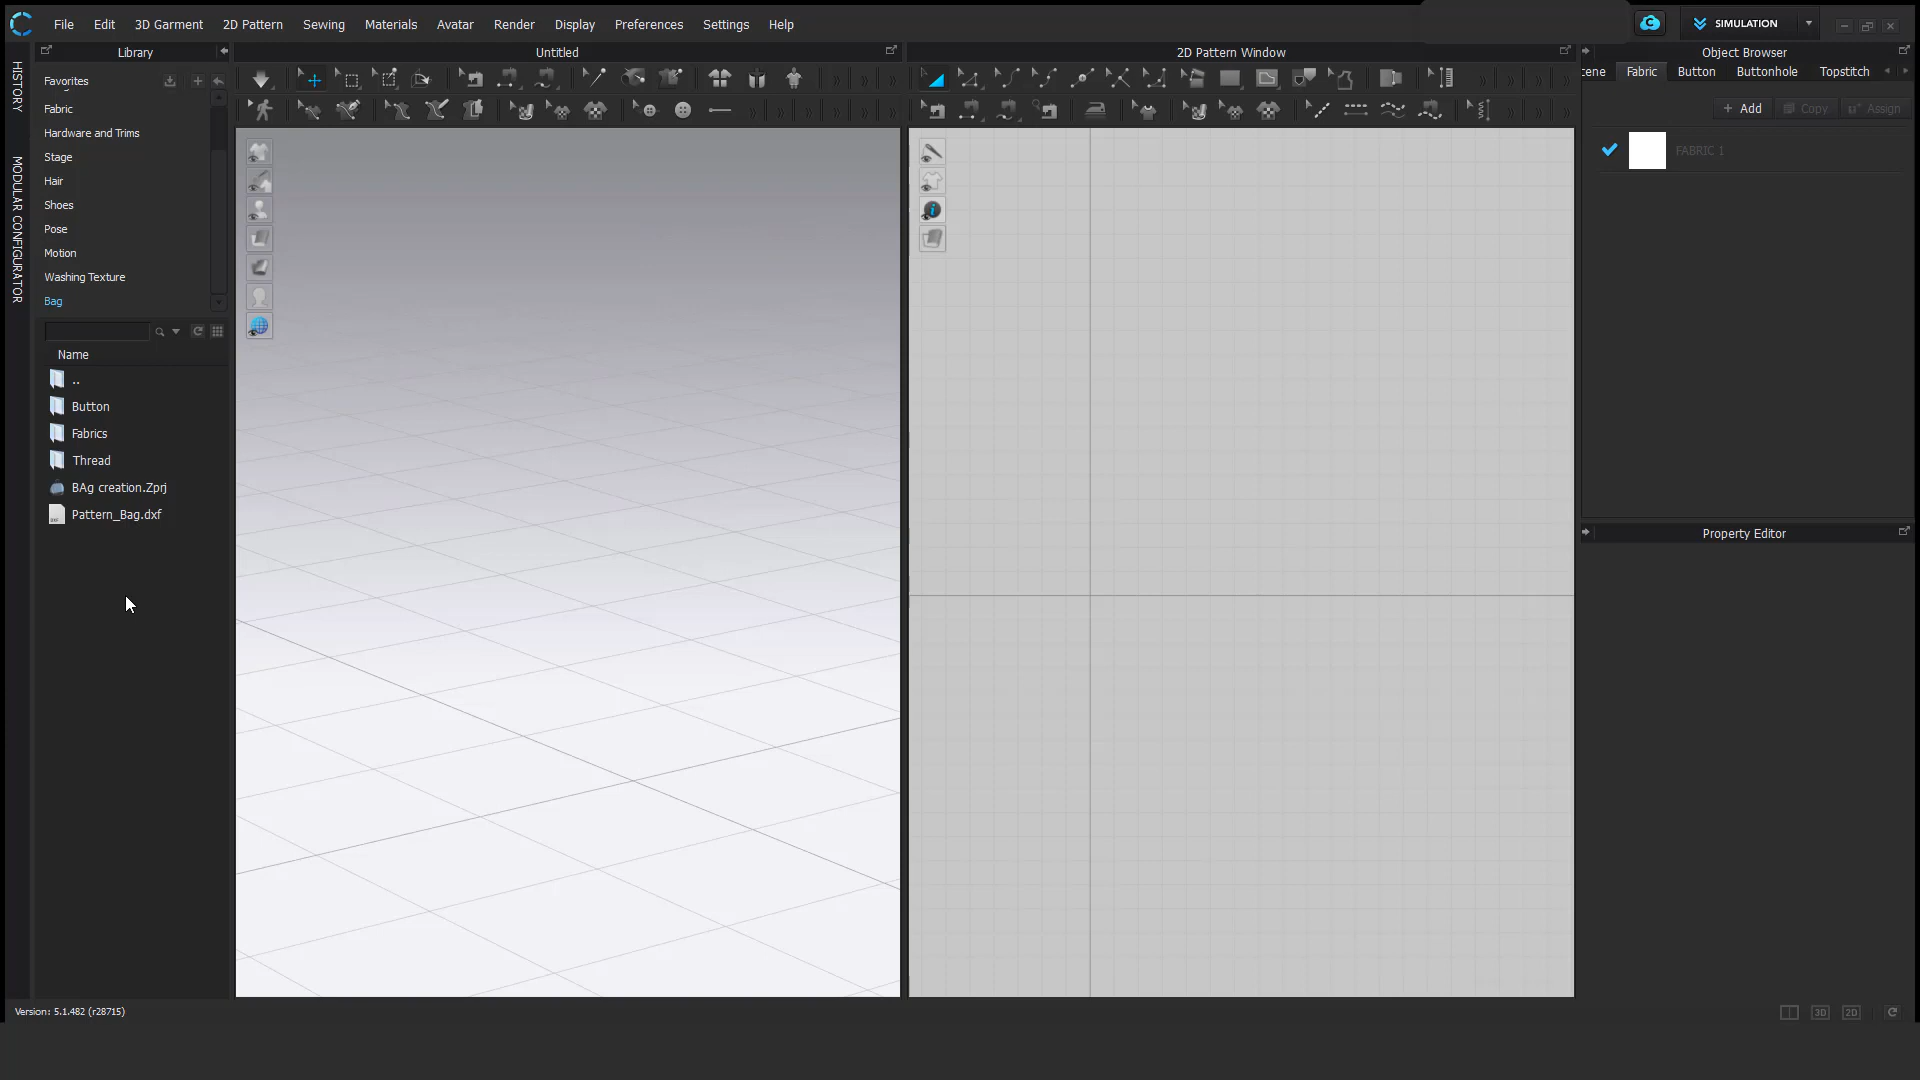 File Edit 3D Garment 2D Pattern Sewing Materials Avatar Render Display Preferences Settings Help
SIMULATION
HISTORY
MODULAR CONFIGURATOR
Library
Favorites
Fabric
Hardware and Trims
Stage
Hair
Shoes
Pose
Motion
Washing Texture
Bag
Name
..
Button
Fabrics
Thread
BAg creation.Zprj
Pattern_Bag.dxf
Untitled
2D Pattern Window
Object Browser
cene Fabric Button Buttonhole Topstitch
+ Add Copy Assign
FABRIC 1
Property Editor
Version: 5.1.482 (r28715)
3D 2D